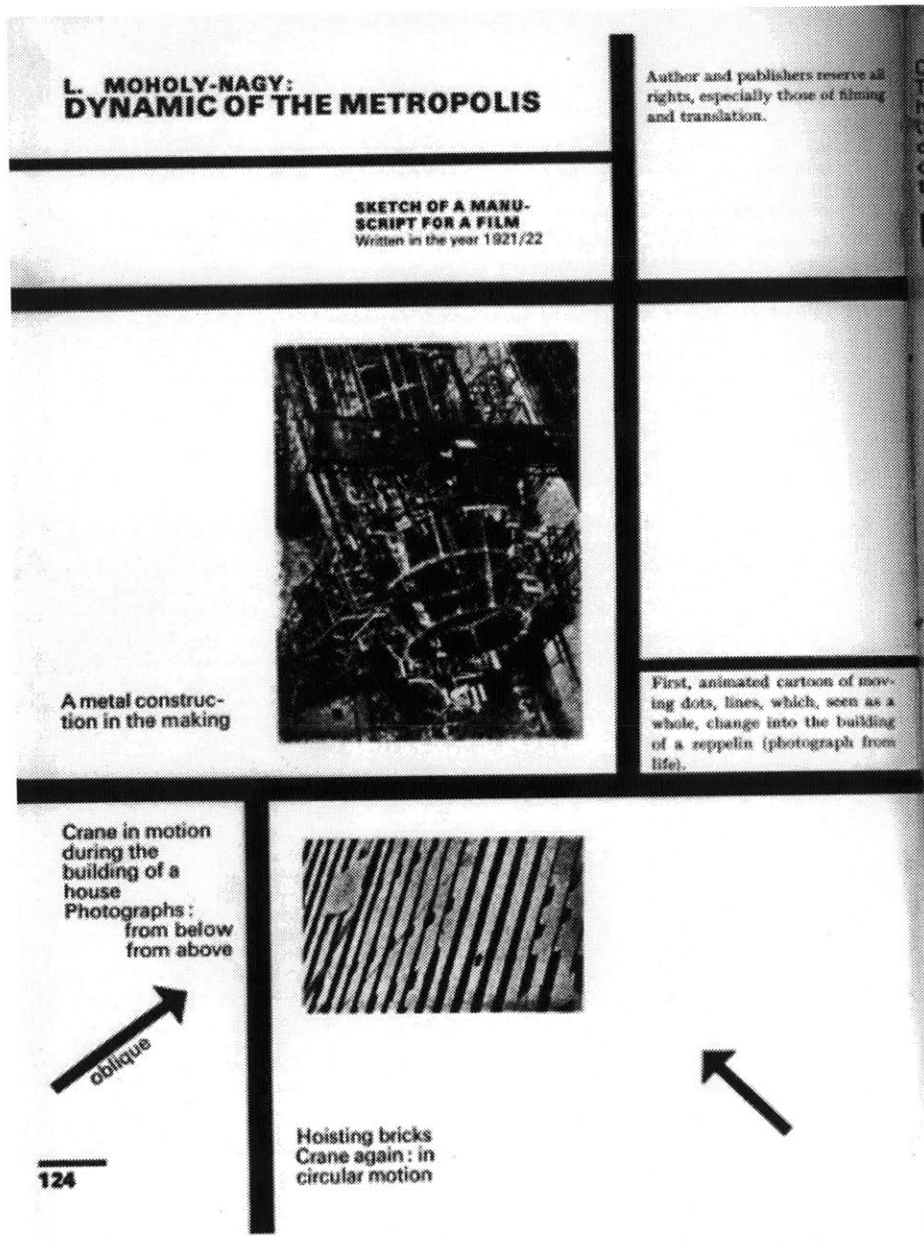 L. MOHOLY-NAGY:
DYNAMIC OF THE METROPOLIS
Author and publishers reserve all
rights, especially those of filming
and translation.
SKETCH OF A MANU-
SCRIPT FOR A FILM
Written in the year 1921/22
A metal construc-
tion in the making
First, animated cartoon of mov-
ing dots, lines, which, seen as a
whole, change into the building
of a zeppelin (photograph from
life).
Crane in motion
during the
building of a
house
Photographs:
from below
from above
oblique
Hoisting bricks
Crane again: in
circular motion
124